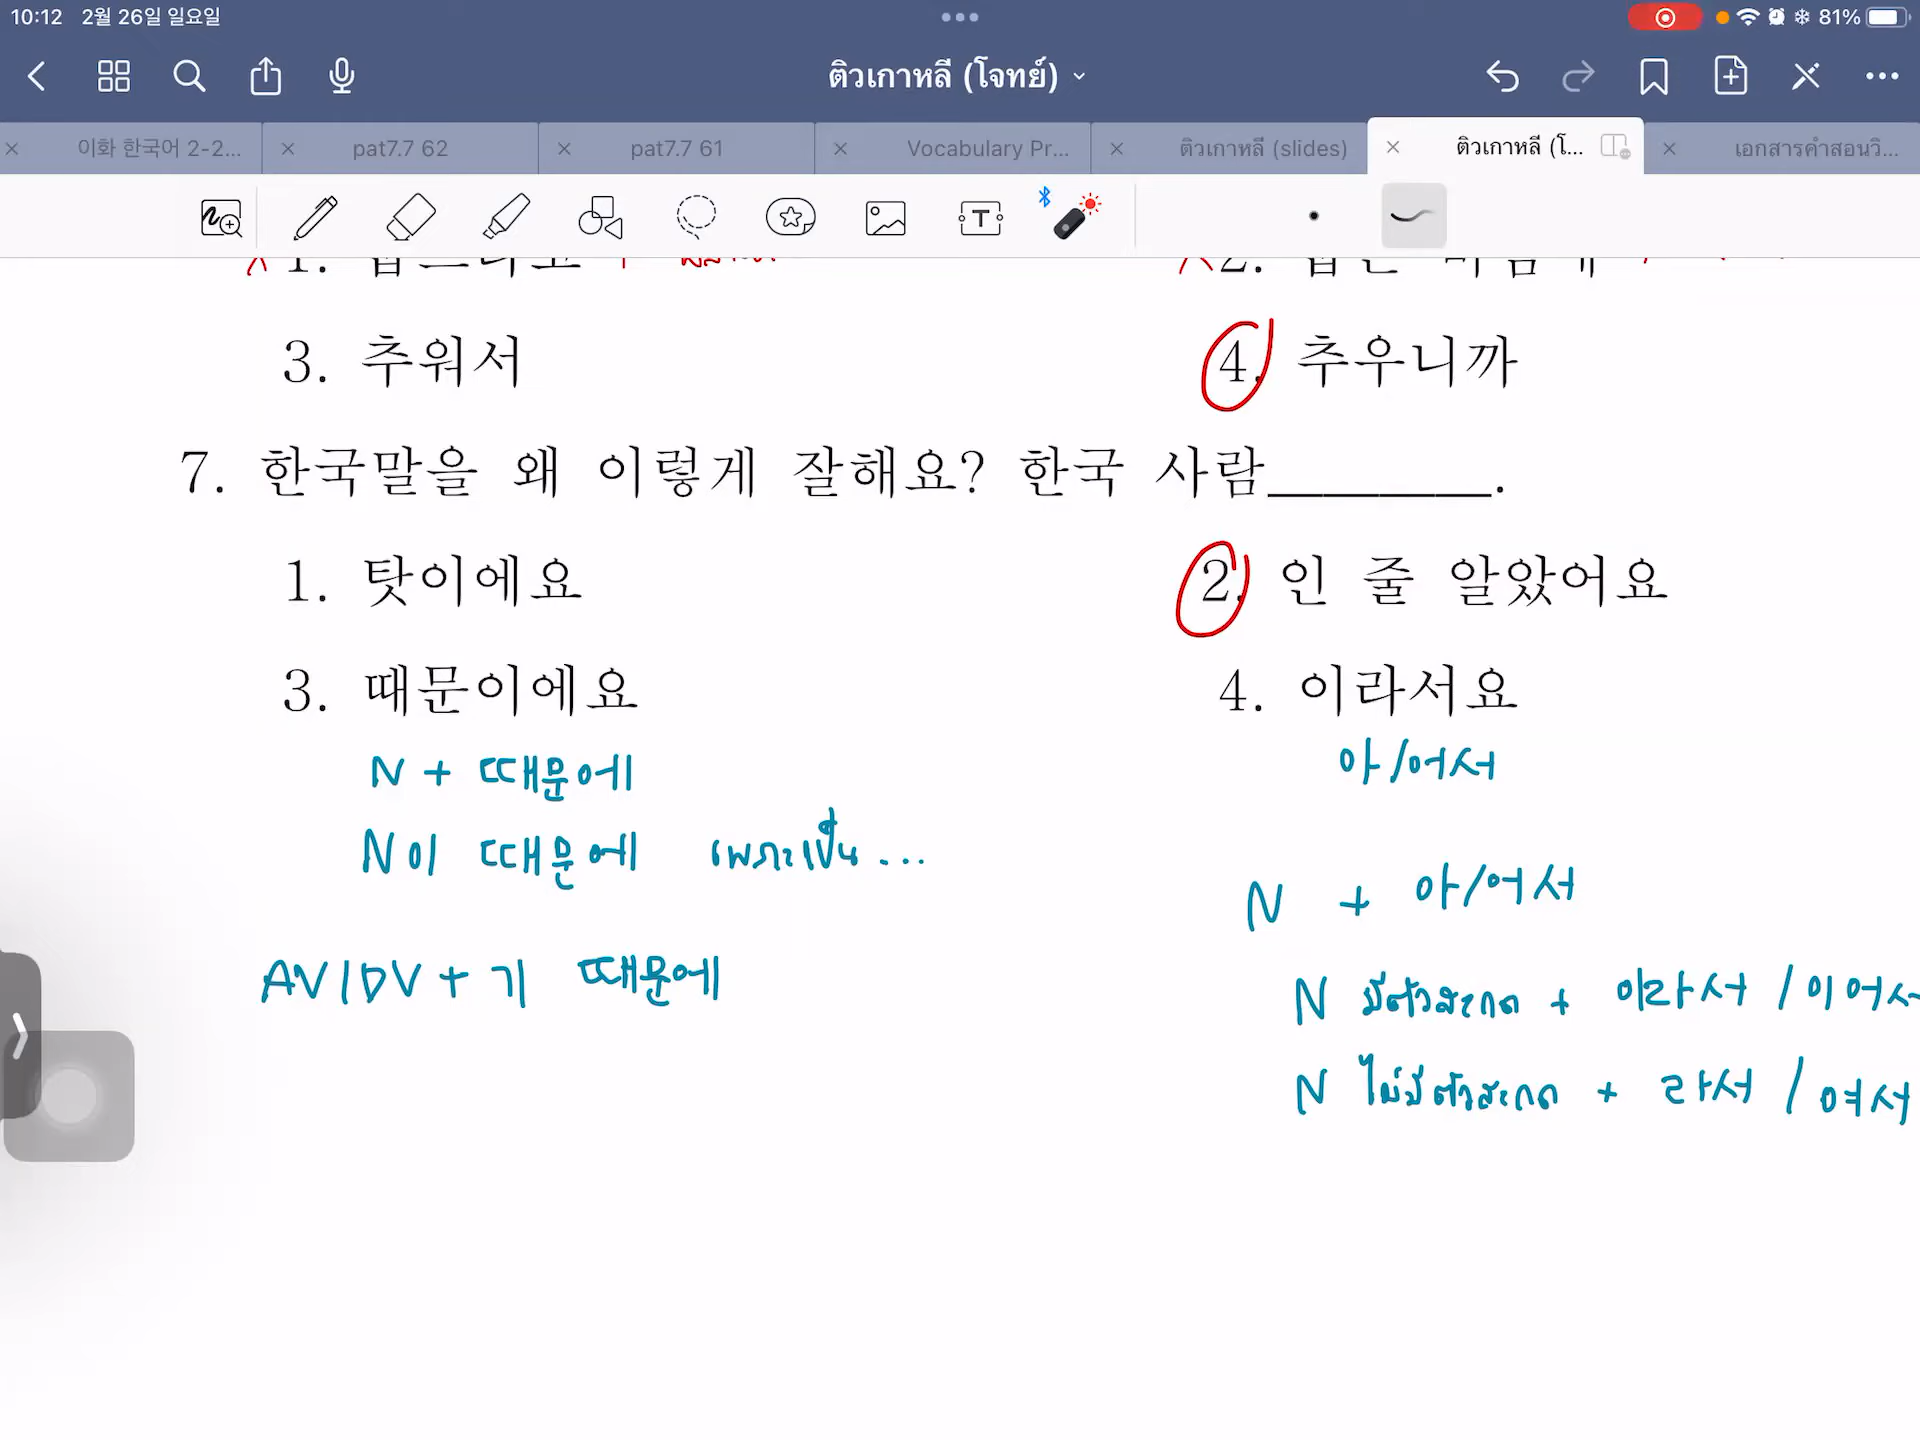 10:12 2월 26일 일요일 81%
ติวเกาหลี (โจทย์)
이화 한국어 2-2... pat7.7 62 pat7.7 61 Vocabulary Pr... ติวเกาหลี (slides) ติวเกาหลี (โ... เอกสารคำสอนวิ...
3. 추워서 4. 추우니까
7. 한국말을 왜 이렇게 잘해요? 한국 사람________.
1. 탓이에요 2. 인 줄 알았어요
3. 때문이에요 4. 이라서요
N + 때문에 아/어서
N이 때문에 เพราะเป็น ...
N + 아/어서
AV/DV + 기 때문에
N มีตัวสะกด + 이라서 / 이어서
N ไม่มีตัวสะกด + 라서 / 여서